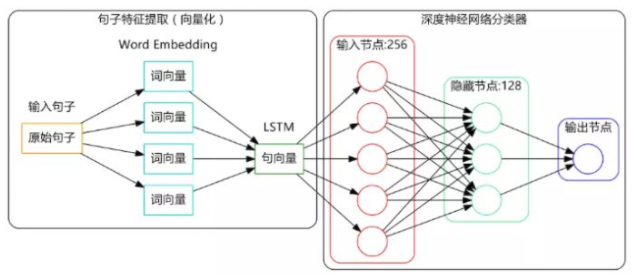 句子特征提取（向量化）
深度神经网络分类器
Word Embedding
输入节点:256
词向量
隐藏节点:128
输入句子
词向量
LSTM
输出节点
原始句子
句向量
词向量
词向量